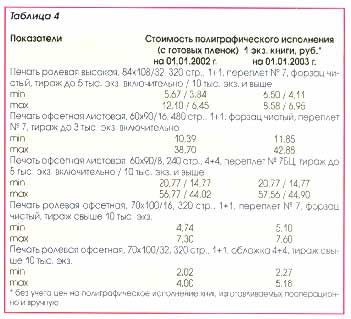 Таблица 4
Показатели Стоимость полиграфического исполнения
(с готовых пленок) 1 экз. книги, руб.*
на 01.01.2002 г. на 01.01.2003 г.
Печать ролевая высокая, 84х108/32, 320 стр., 1+1, переплет № 7, форзац чи-
стый, тираж до 5 тыс. экз. включительно / 10 тыс. экз. и выше
min 5,67 / 3,84 6,50 / 4,11
max 12,10 / 6,45 8,58 / 6,96
Печать офсетная листовая, 60х90/16, 480 стр., 1+1, форзац чистый, переплет
№ 7, тираж до 3 тыс. экз. включительно
min 10,39 11,85
max 38,70 42,88
Печать офсетная листовая 60х90/8, 240 стр., 4+4, переплет № 7БЦ, тираж до
5 тыс. экз. включительно / 10 тыс. экз. и выше
min 20,77 / 14,77 20,77 / 14,77
max 56,77 / 44,02 57,56 / 44,90
Печать ролевая офсетная, 70х100/16, 320 стр., 1+1, переплет № 7, форзац
чистый, тираж свыше 10 тыс. экз.
min 4,74 5,10
max 7,30 7,60
Печать ролевая офсетная, 70х100/32, 320 стр., 1+1, обложка 4+4, тираж свы-
ше 10 тыс. экз.
min 2,02 2,27
max 4,00 5,18
* без учета цен на полиграфическое исполнение книг, изготавливаемых пооперацион-
но и вручную